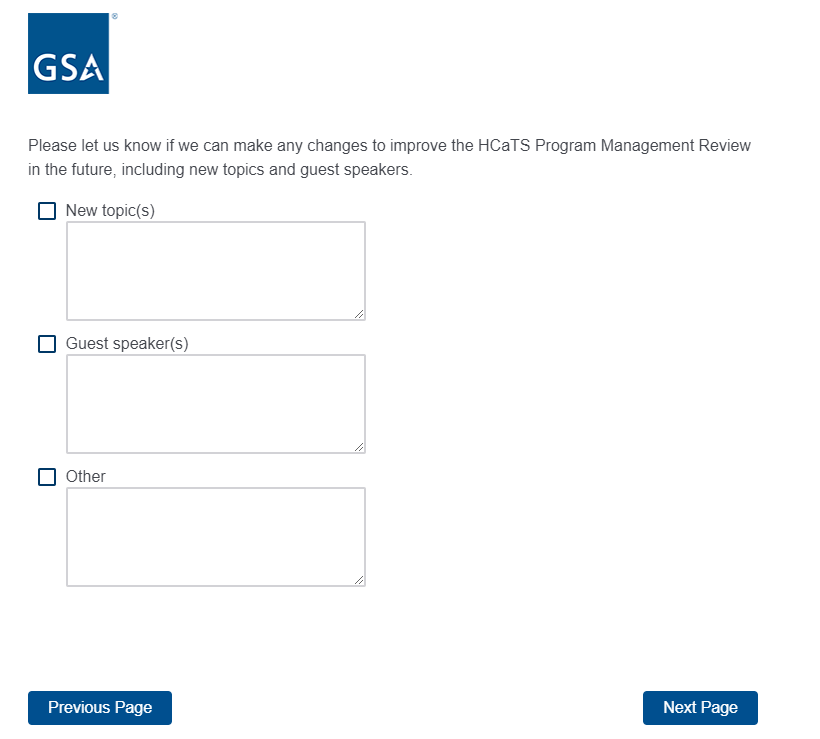 GSA
®
Please let us know if we can make any changes to improve the HCaTS Program Management Review
in the future, including new topics and guest speakers.
New topic(s)
Guest speaker(s)
Other
Previous Page
Next Page